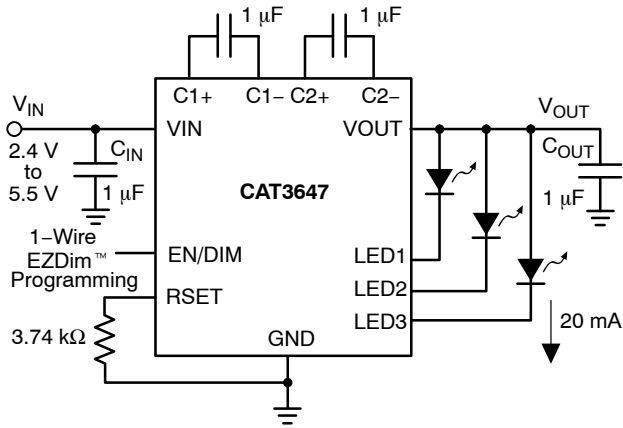 1 μF
1 μF
C1+
C1−
C2+
C2−
VIN
VIN
VOUT
VOUT
2.4 V
to
5.5 V
CIN
1 μF
COUT
1 μF
CAT3647
1−Wire
EZDim™
Programming
EN/DIM
LED1
RSET
LED2
LED3
20 mA
3.74 kΩ
GND